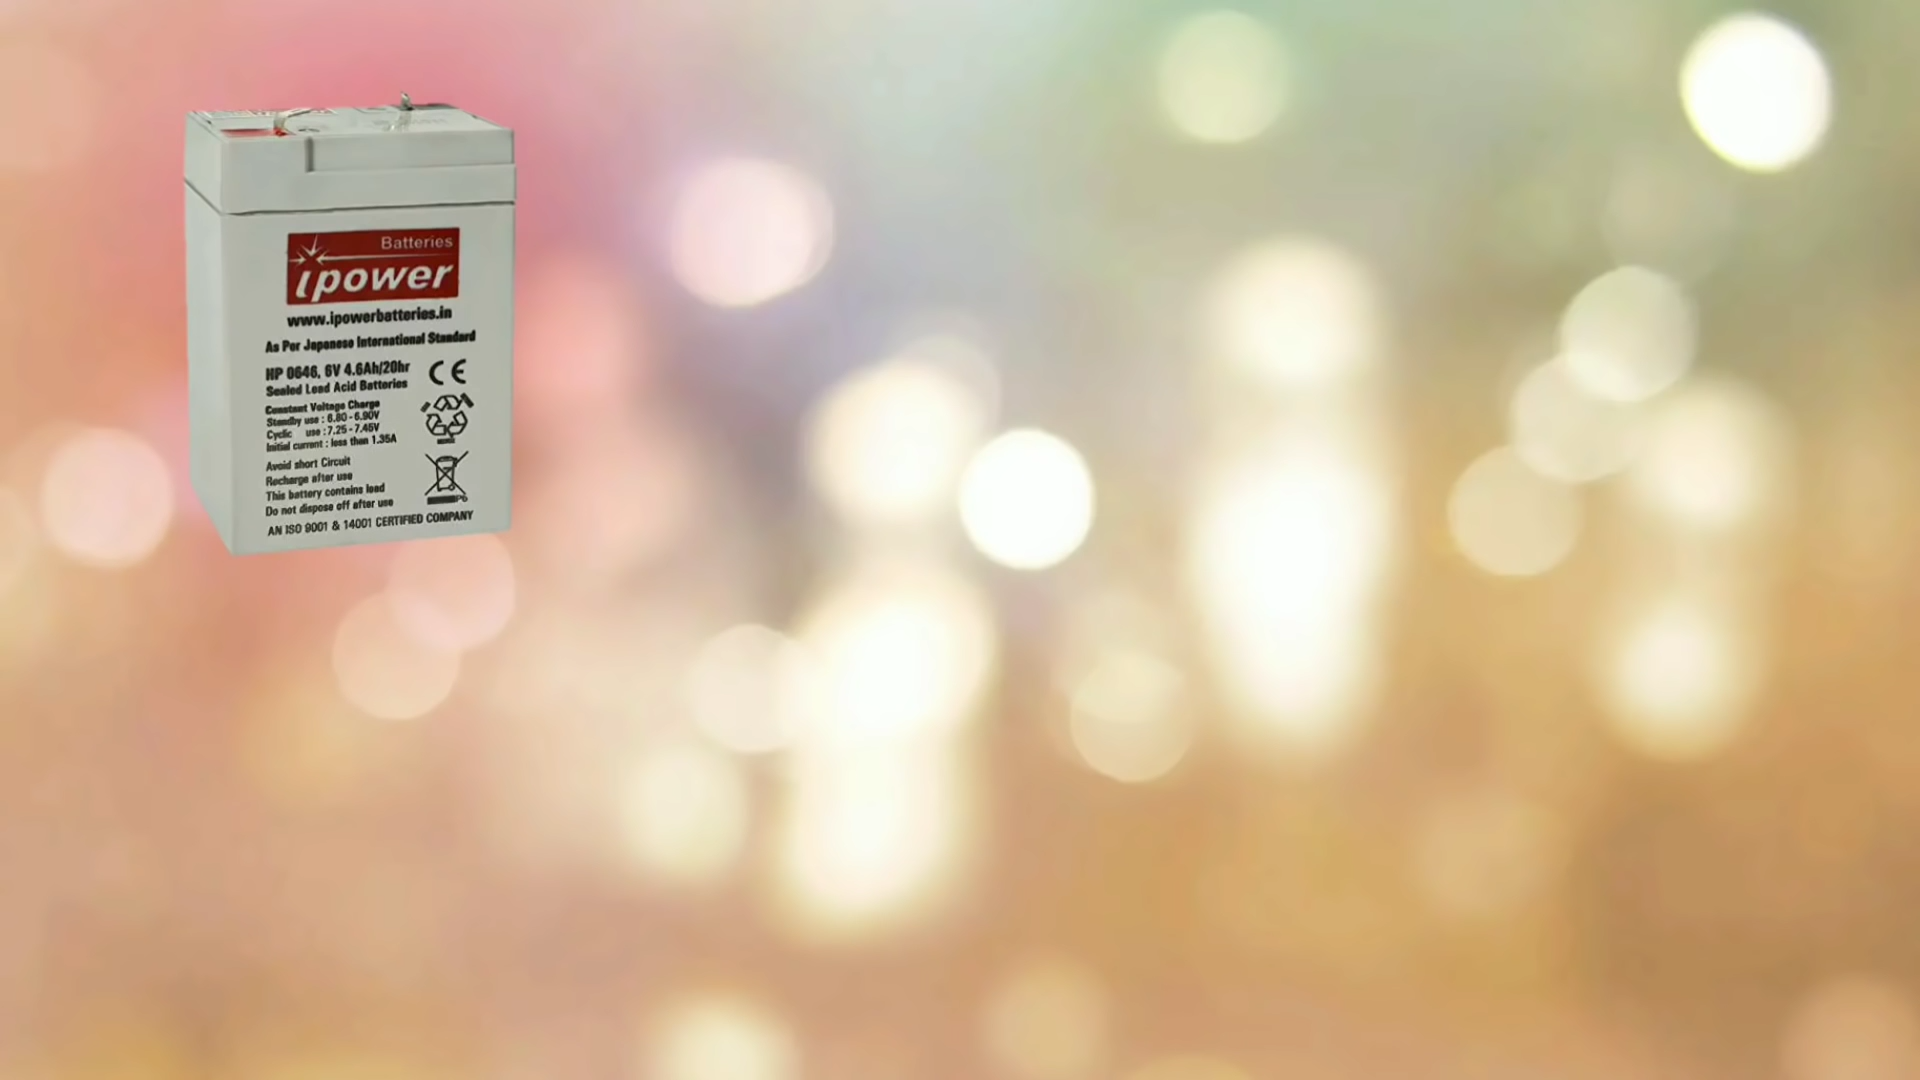 Batteries
ipower
www.ipowerbatteries.in
As Per Japanese International Standard
HP 0646, 6V 4.6Ah/20hr
Sealed Lead Acid Batteries
Constant Voltage Charge
Standby use : 6.80 - 6.90V
Cyclic use : 7.25 - 7.45V
Initial current : less than 1.35A
Avoid short Circuit
Recharge after use
This battery contains lead
Do not dispose off after use
AN ISO 9001 & 14001 CERTIFIED COMPANY
CE
Pb